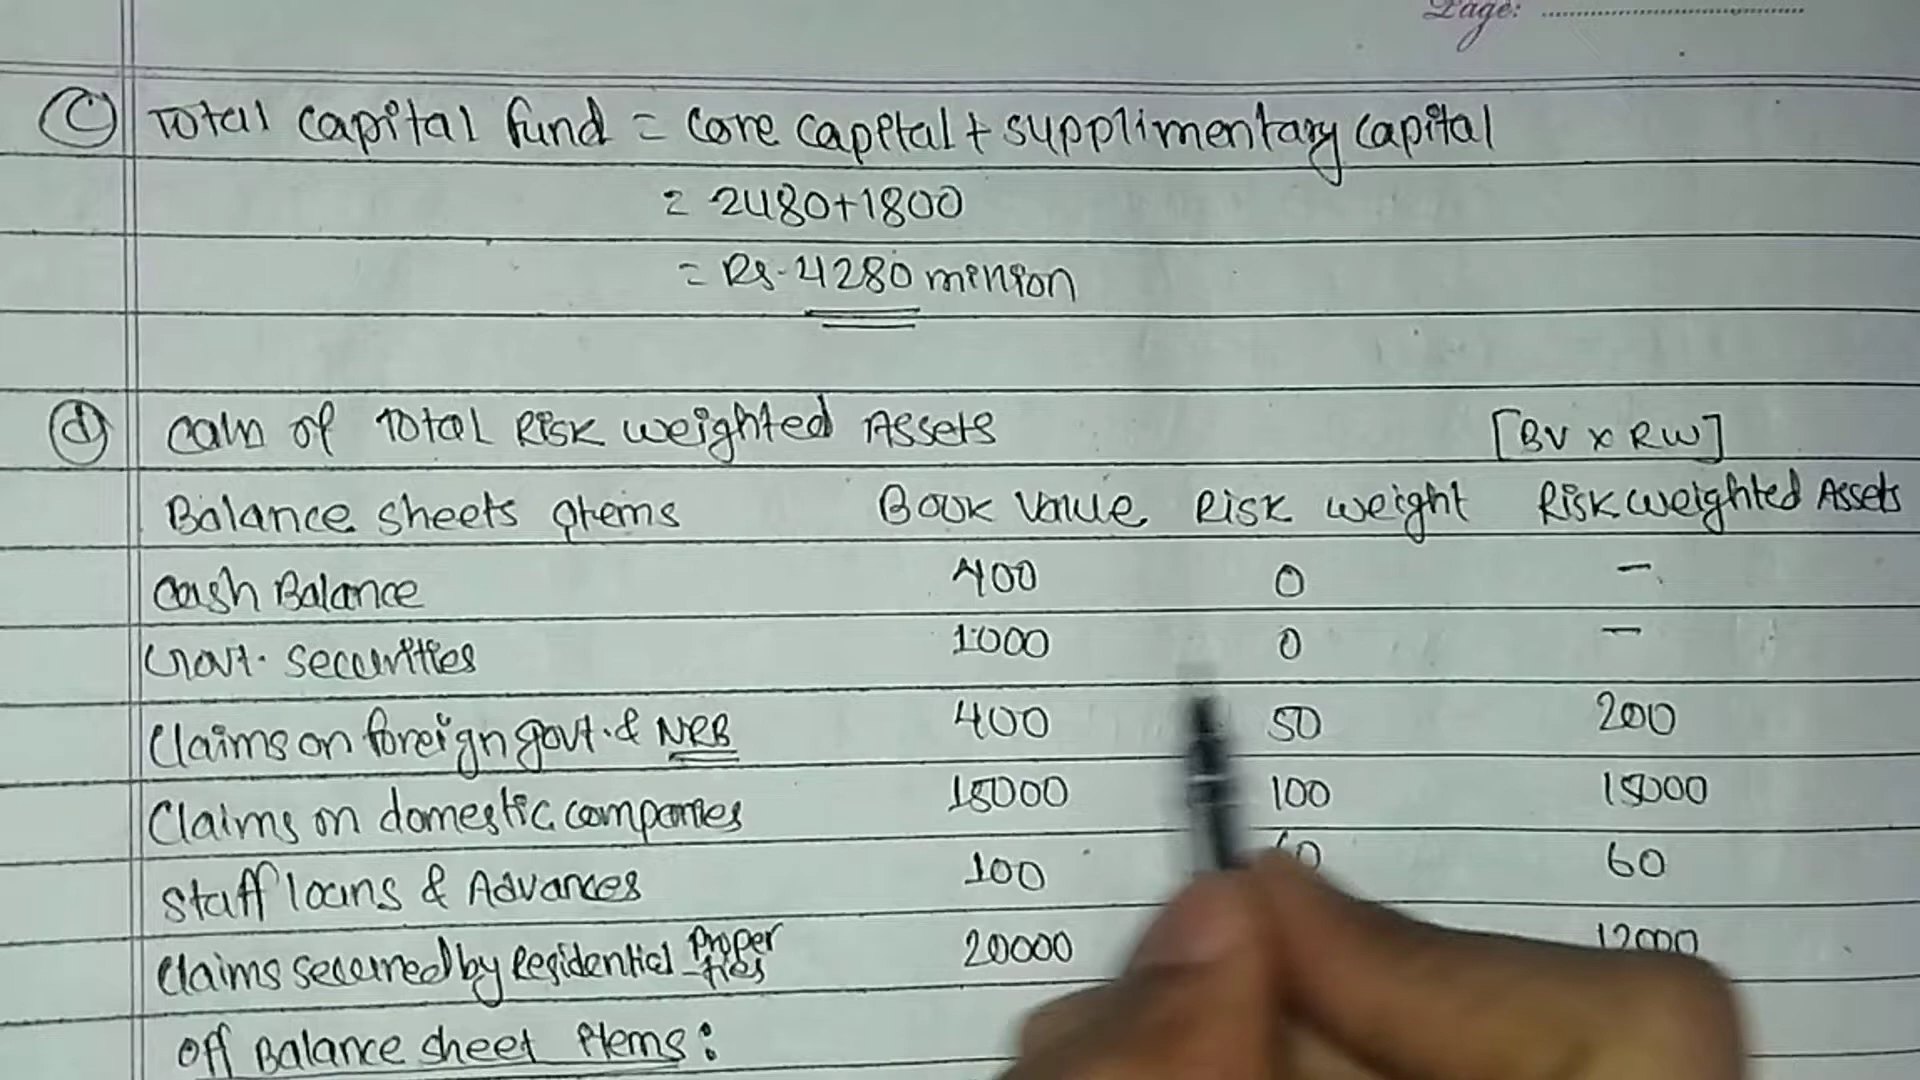 Page: ..............................
(C) Total Capital Fund = Core Capital + Supplimentary Capital
= 2480+1800
= Rs. 4280 million
(d) Caln of Total Risk Weighted Assets [BV x RW]
Balance sheets items Book Value Risk Weight Risk Weighted Assets
Cash Balance 400 0 —
Govt. securities 1000 0 —
Claims on foreign govt. & NRB 400 50 200
Claims on domestic companies 15000 100 15000
Staff loans & Advances 100 60
Claims secured by Residential Properties 20000 12000
Off Balance sheet items: